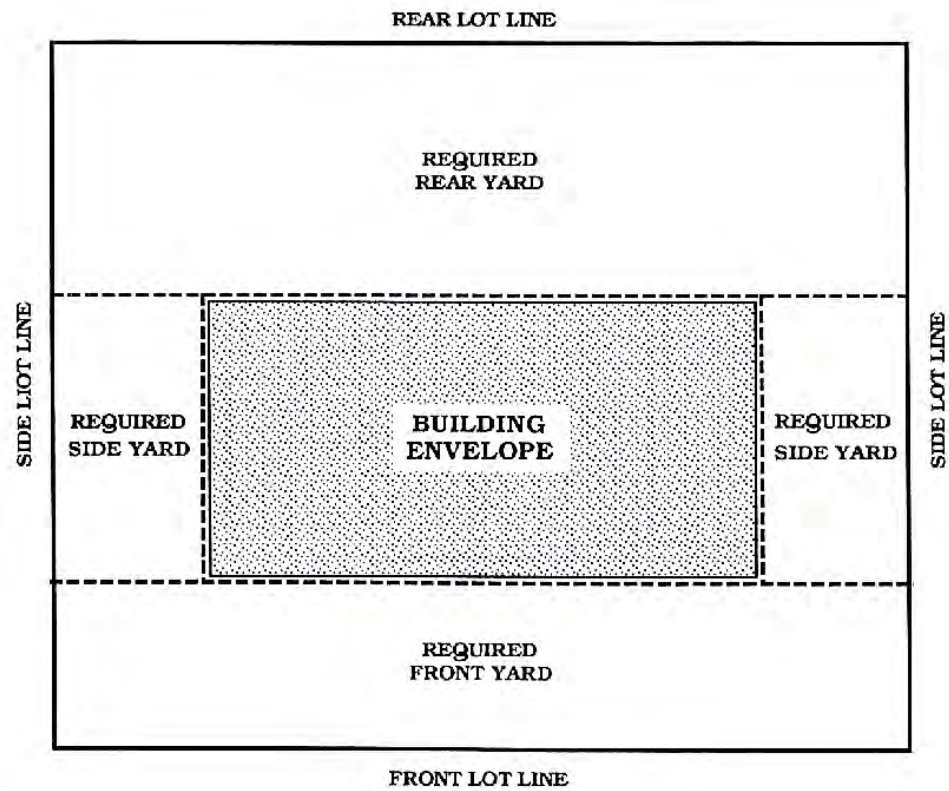 REAR LOT LINE
REQUIRED
REAR YARD
SIDE LIOT LINE
REQUIRED
SIDE YARD
BUILDING
ENVELOPE
REQUIRED
SIDE YARD
SIDE LOT LINE
REQUIRED
FRONT YARD
FRONT LOT LINE